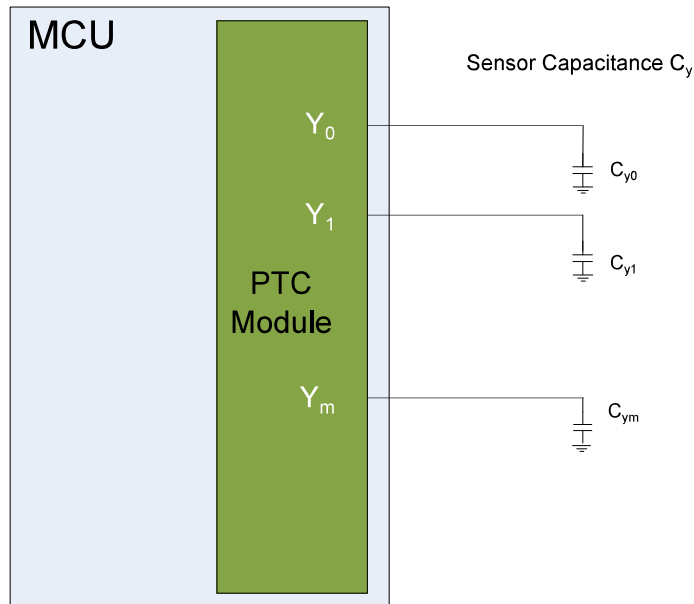 MCU
Sensor Capacitance Cy
Y0
Cy0
Y1
Cy1
PTC
Module
Ym
Cym